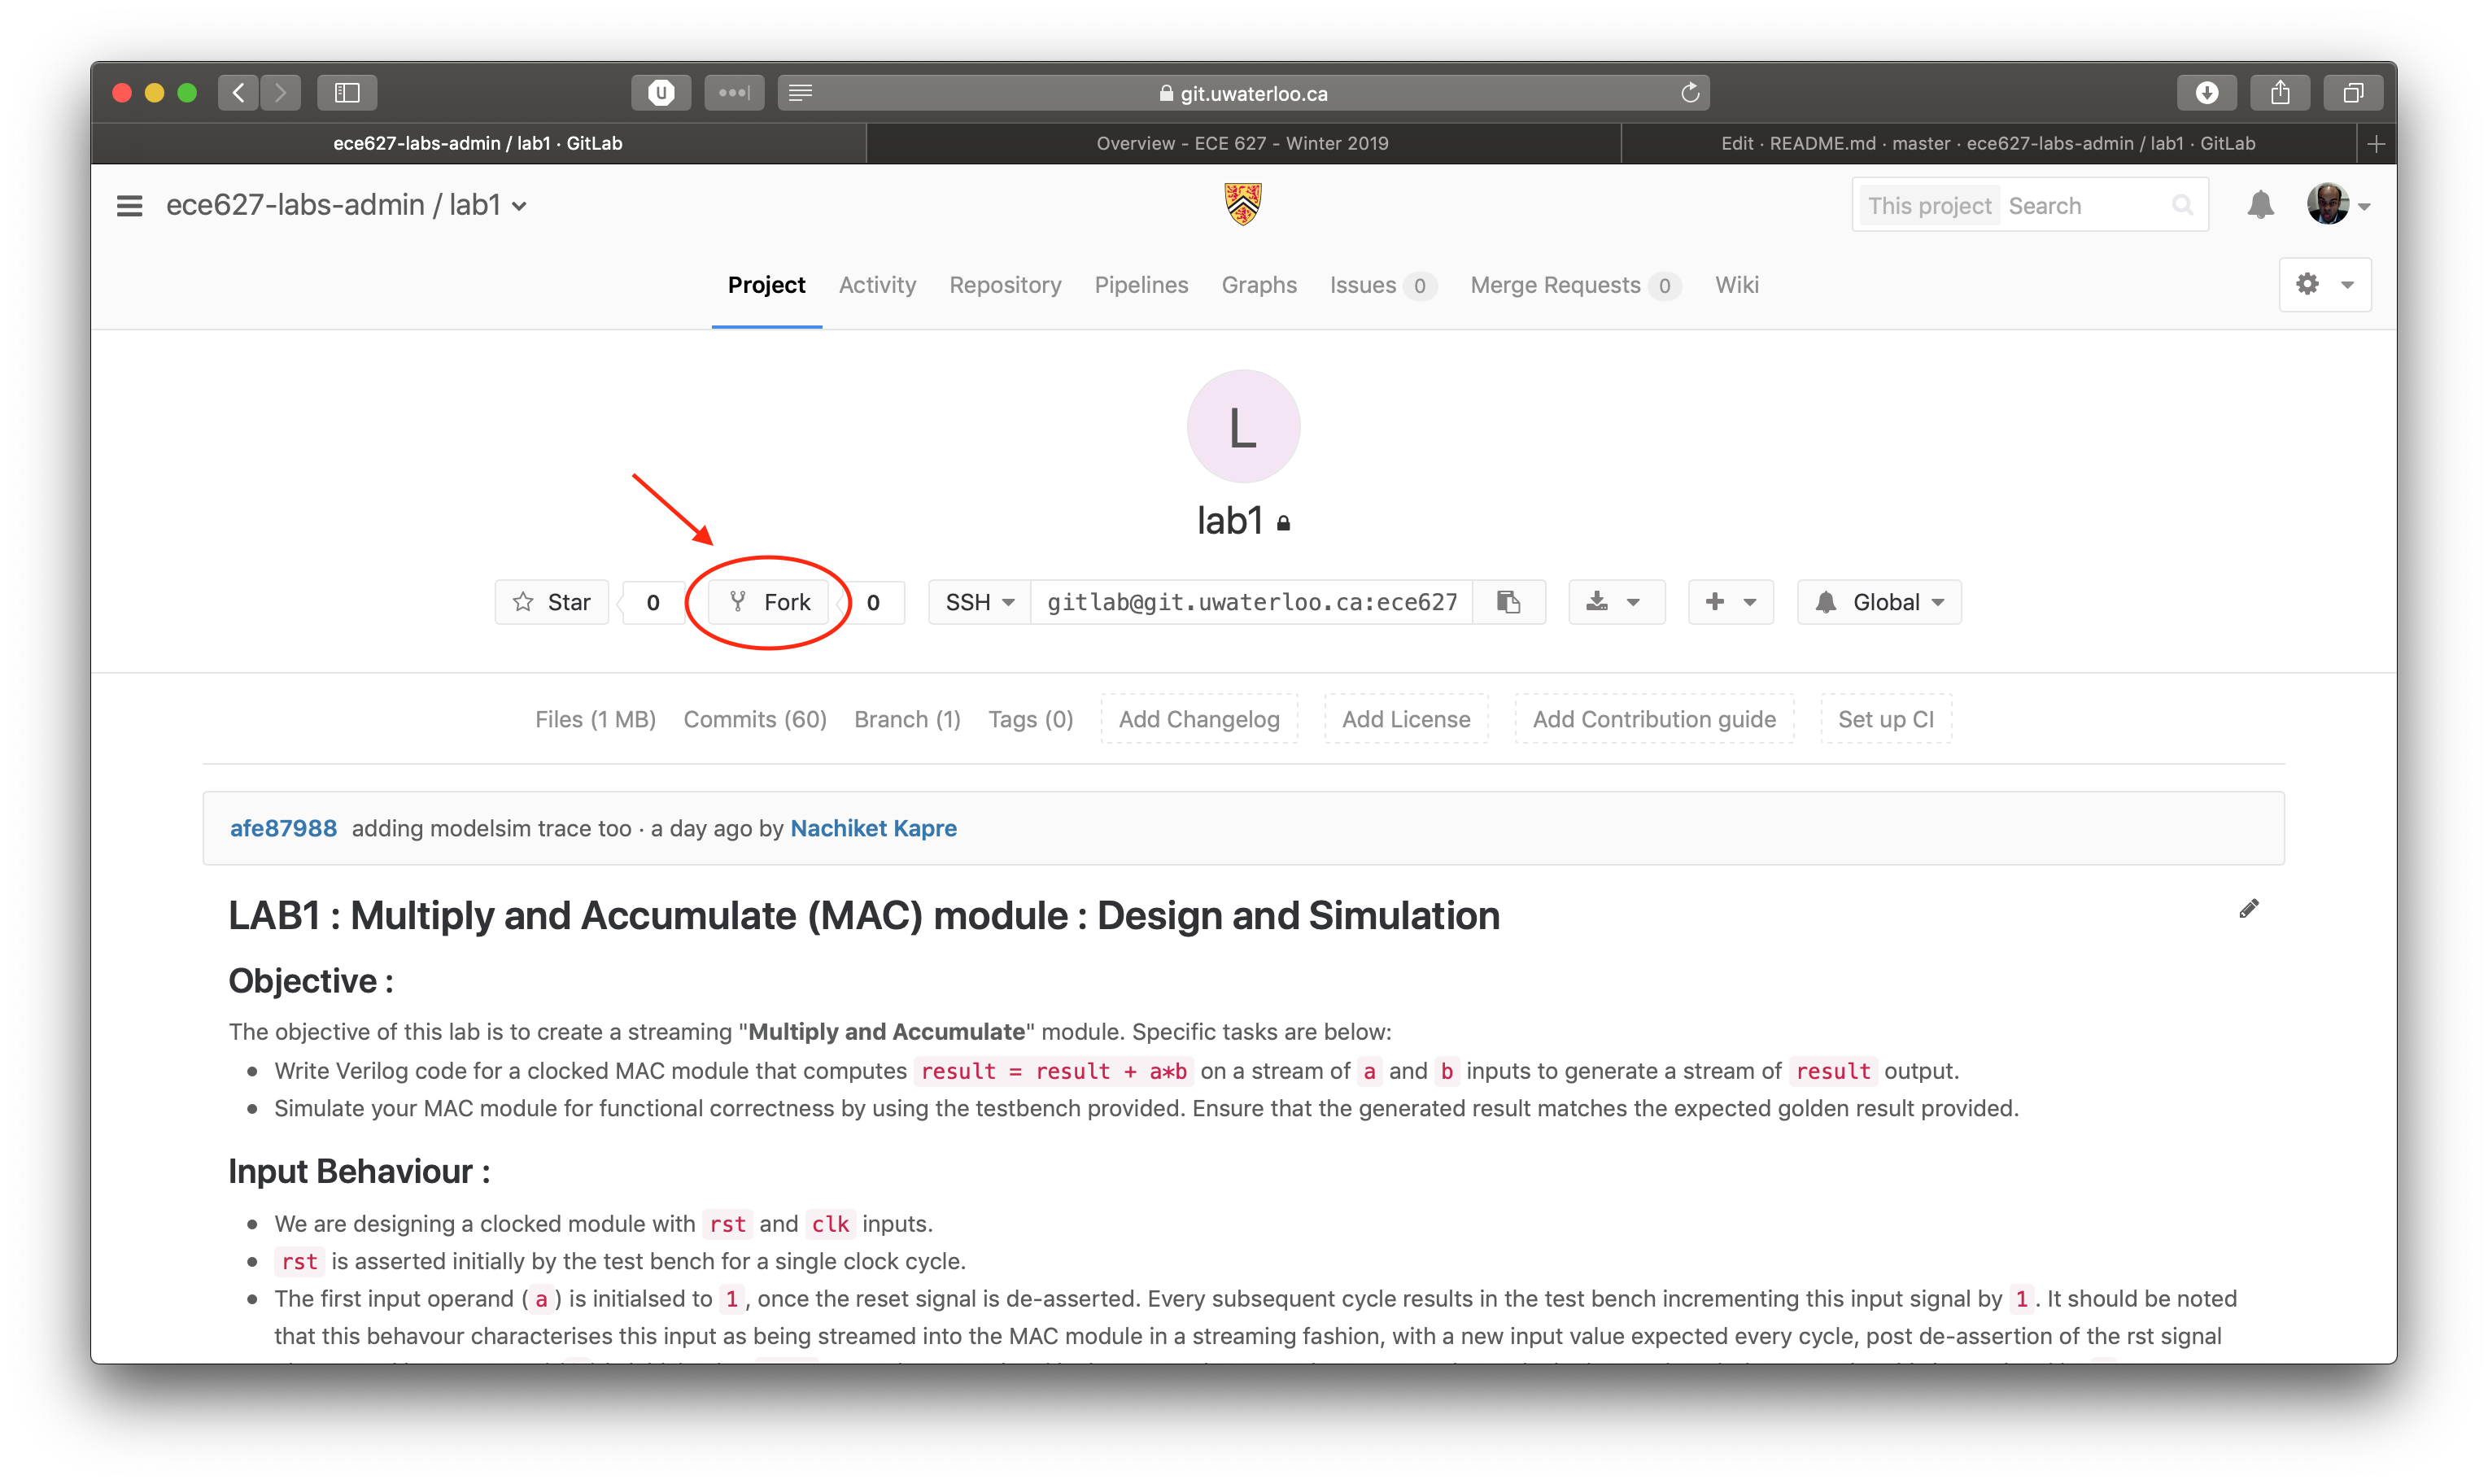 git.uwaterloo.ca
ece627-labs-admin / lab1 · GitLab
Overview - ECE 627 - Winter 2019
Edit · README.md · master · ece627-labs-admin / lab1 · GitLab
ece627-labs-admin / lab1
This project Search
Project Activity Repository Pipelines Graphs Issues 0 Merge Requests 0 Wiki
L
lab1
Star 0 Fork 0 SSH gitlab@git.uwaterloo.ca:ece627 Global
Files (1 MB) Commits (60) Branch (1) Tags (0) Add Changelog Add License Add Contribution guide Set up CI
afe87988 adding modelsim trace too · a day ago by Nachiket Kapre
LAB1 : Multiply and Accumulate (MAC) module : Design and Simulation
Objective :
The objective of this lab is to create a streaming "Multiply and Accumulate" module. Specific tasks are below:
Write Verilog code for a clocked MAC module that computes result = result + a*b on a stream of a and b inputs to generate a stream of result output.
Simulate your MAC module for functional correctness by using the testbench provided. Ensure that the generated result matches the expected golden result provided.
Input Behaviour :
We are designing a clocked module with rst and clk inputs.
rst is asserted initially by the test bench for a single clock cycle.
The first input operand ( a ) is initialsed to 1 , once the reset signal is de-asserted. Every subsequent cycle results in the test bench incrementing this input signal by 1 . It should be noted
that this behavour characterises this input as being streamed into the MAC module in a streaming fashion, with a new input value expected every cycle, post de-assertion of the rst signal